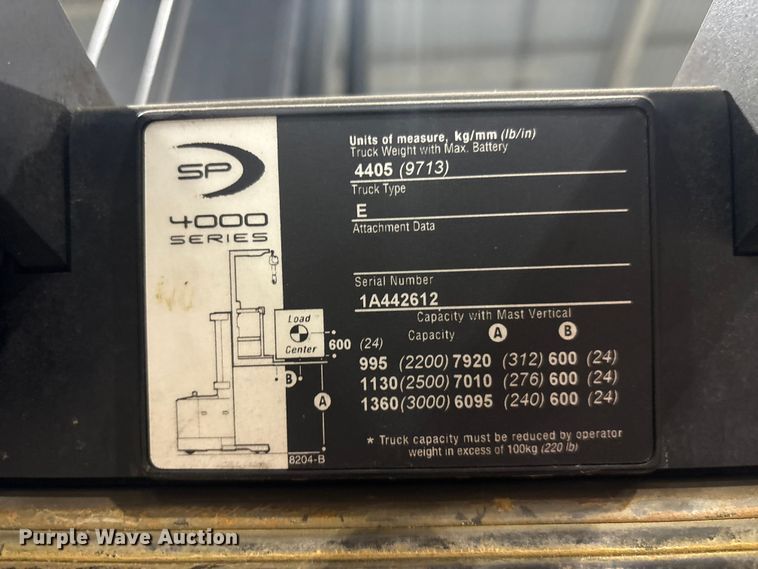 SP
4000
SERIES
Units of measure, kg/mm (lb/in)
Truck Weight with Max. Battery
4405 (9713)
Truck Type
E
Attachment Data
Serial Number
1A442612
Capacity with Mast Vertical
Capacity A B
995 (2200) 7920 (312) 600 (24)
1130 (2500) 7010 (276) 600 (24)
1360 (3000) 6095 (240) 600 (24)
* Truck capacity must be reduced by operator
weight in excess of 100kg (220 lb)
Load
Center
600 (24)
B
A
8204-B
Purple Wave Auction